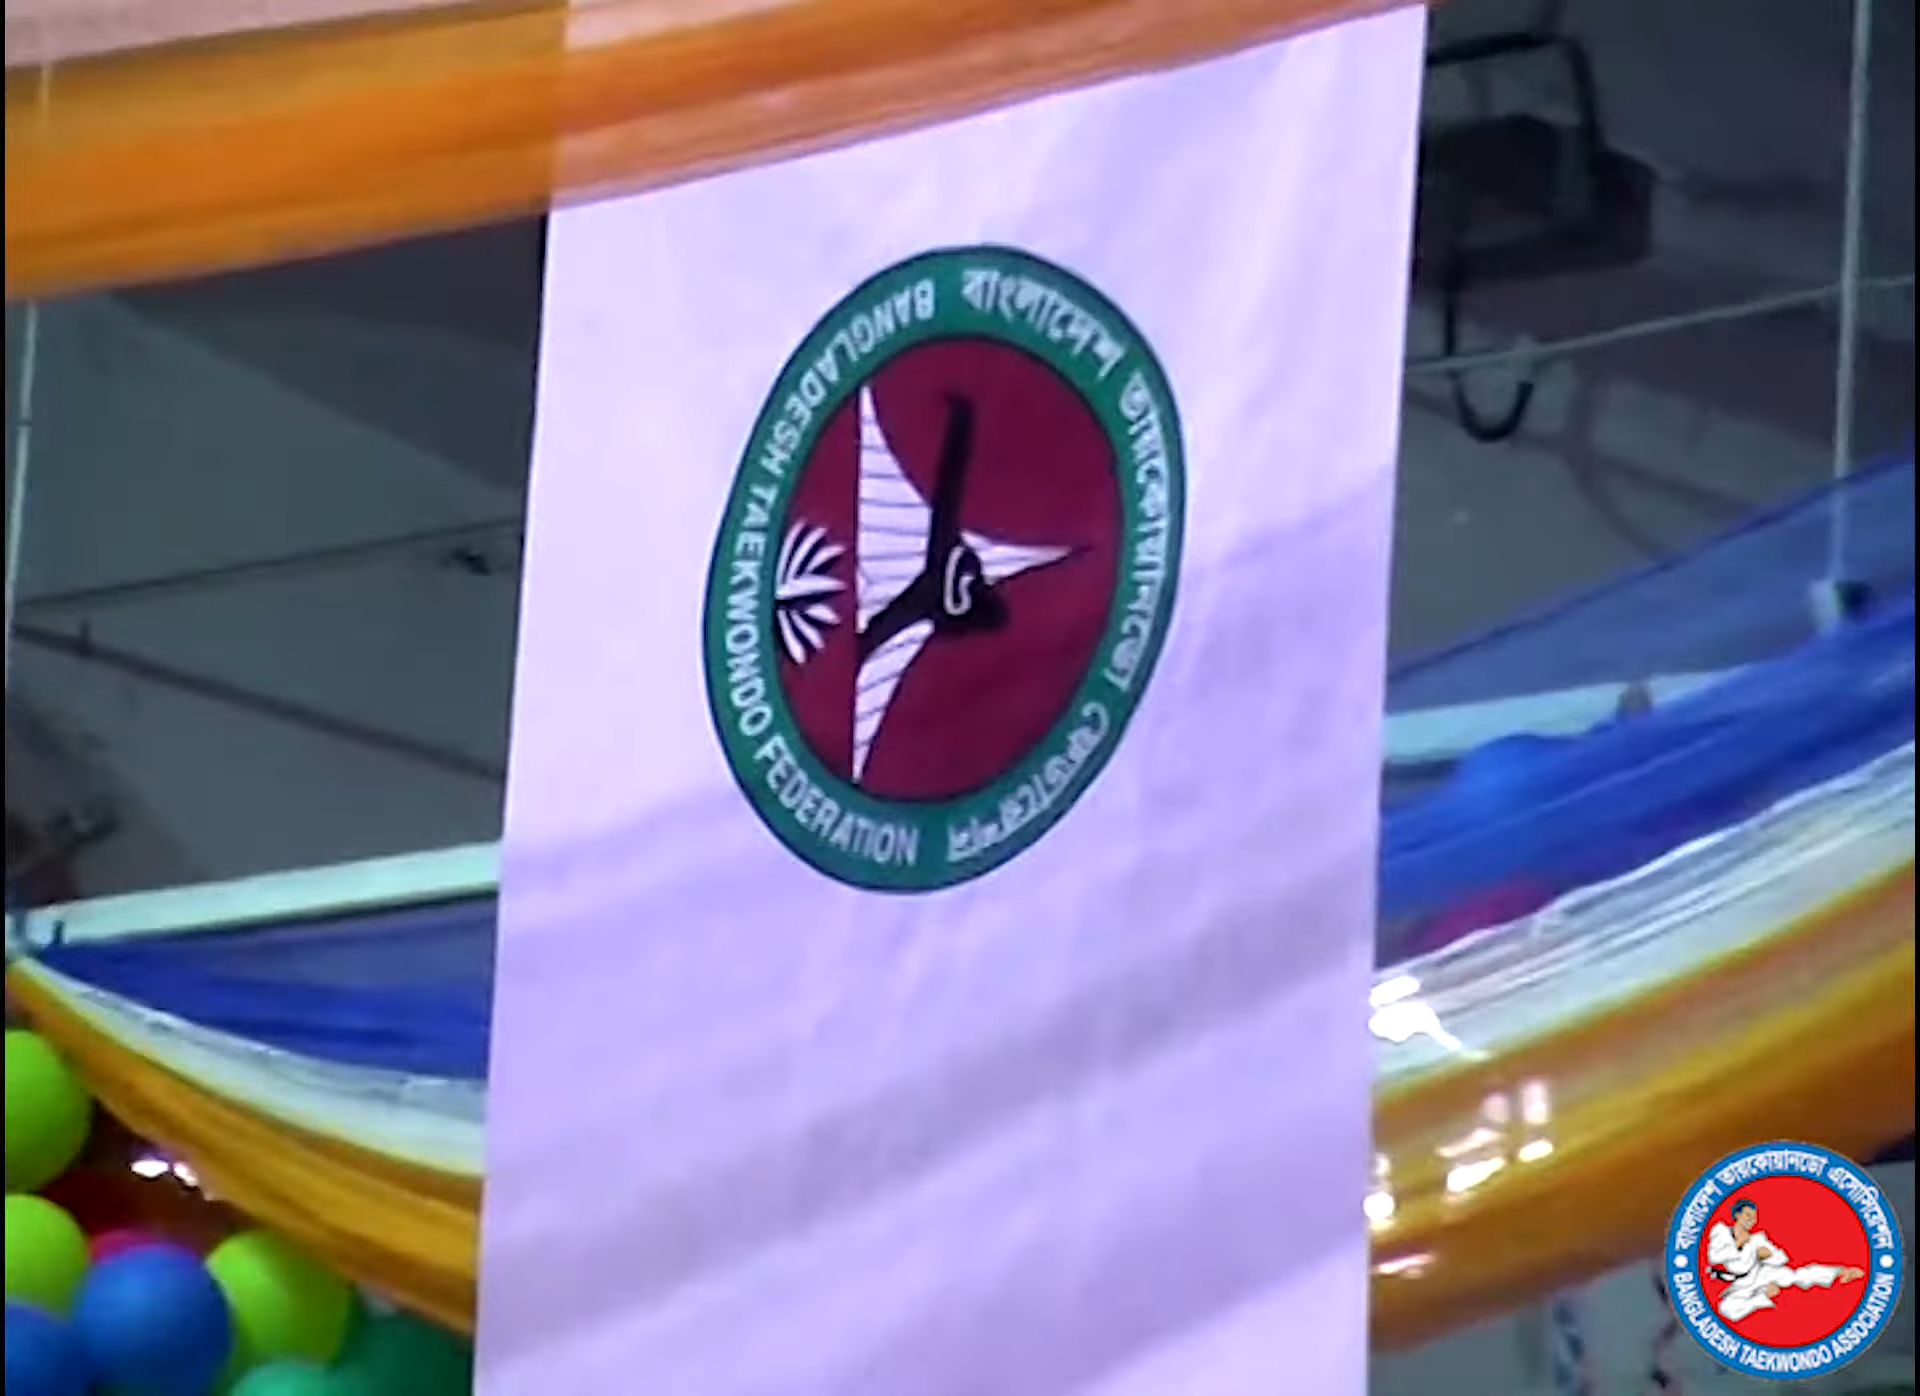 বাংলাদেশ তায়কোয়ানডো ফেডারেশন
BANGLADESH TAEKWONDO FEDERATION
বাংলাদেশ তায়কোয়ানডো এসোসিয়েশন
BANGLADESH TAEKWONDO ASSOCIATION